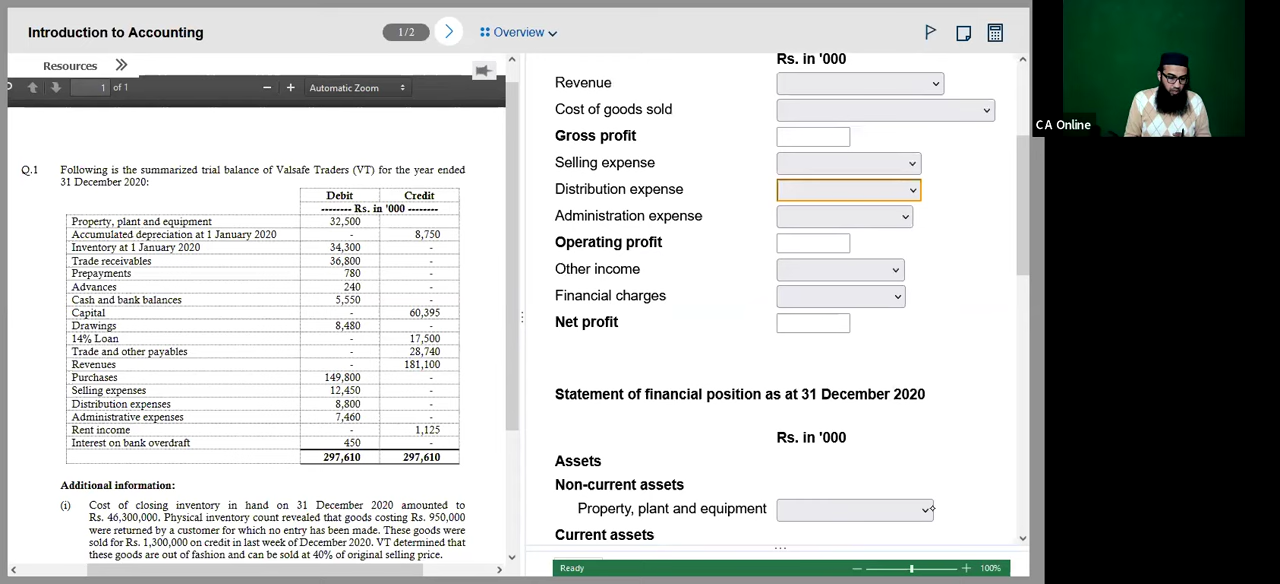 Introduction to Accounting
1/2
Overview
Resources
1 of 1
Automatic Zoom
Q.1 Following is the summarized trial balance of Valsafe Traders (VT) for the year ended
31 December 2020:
Debit Credit
------- Rs. in '000 --------
Property, plant and equipment 32,500
Accumulated depreciation at 1 January 2020 - 8,750
Inventory at 1 January 2020 34,300 -
Trade receivables 36,800 -
Prepayments 780 -
Advances 240 -
Cash and bank balances 5,550 -
Capital - 60,395
Drawings 8,480 -
14% Loan - 17,500
Trade and other payables - 28,740
Revenues - 181,100
Purchases 149,800 -
Selling expenses 12,450 -
Distribution expenses 8,800 -
Administrative expenses 7,460 -
Rent income - 1,125
Interest on bank overdraft 450 -
297,610 297,610
Additional information:
(i) Cost of closing inventory in hand on 31 December 2020 amounted to
Rs. 46,300,000. Physical inventory count revealed that goods costing Rs. 950,000
were returned by a customer for which no entry has been made. These goods were
sold for Rs. 1,300,000 on credit in last week of December 2020. VT determined that
these goods are out of fashion and can be sold at 40% of original selling price.
Rs. in '000
Revenue
Cost of goods sold
Gross profit
Selling expense
Distribution expense
Administration expense
Operating profit
Other income
Financial charges
Net profit
Statement of financial position as at 31 December 2020
Rs. in '000
Assets
Non-current assets
Property, plant and equipment
Current assets
Ready
100%
CA Online